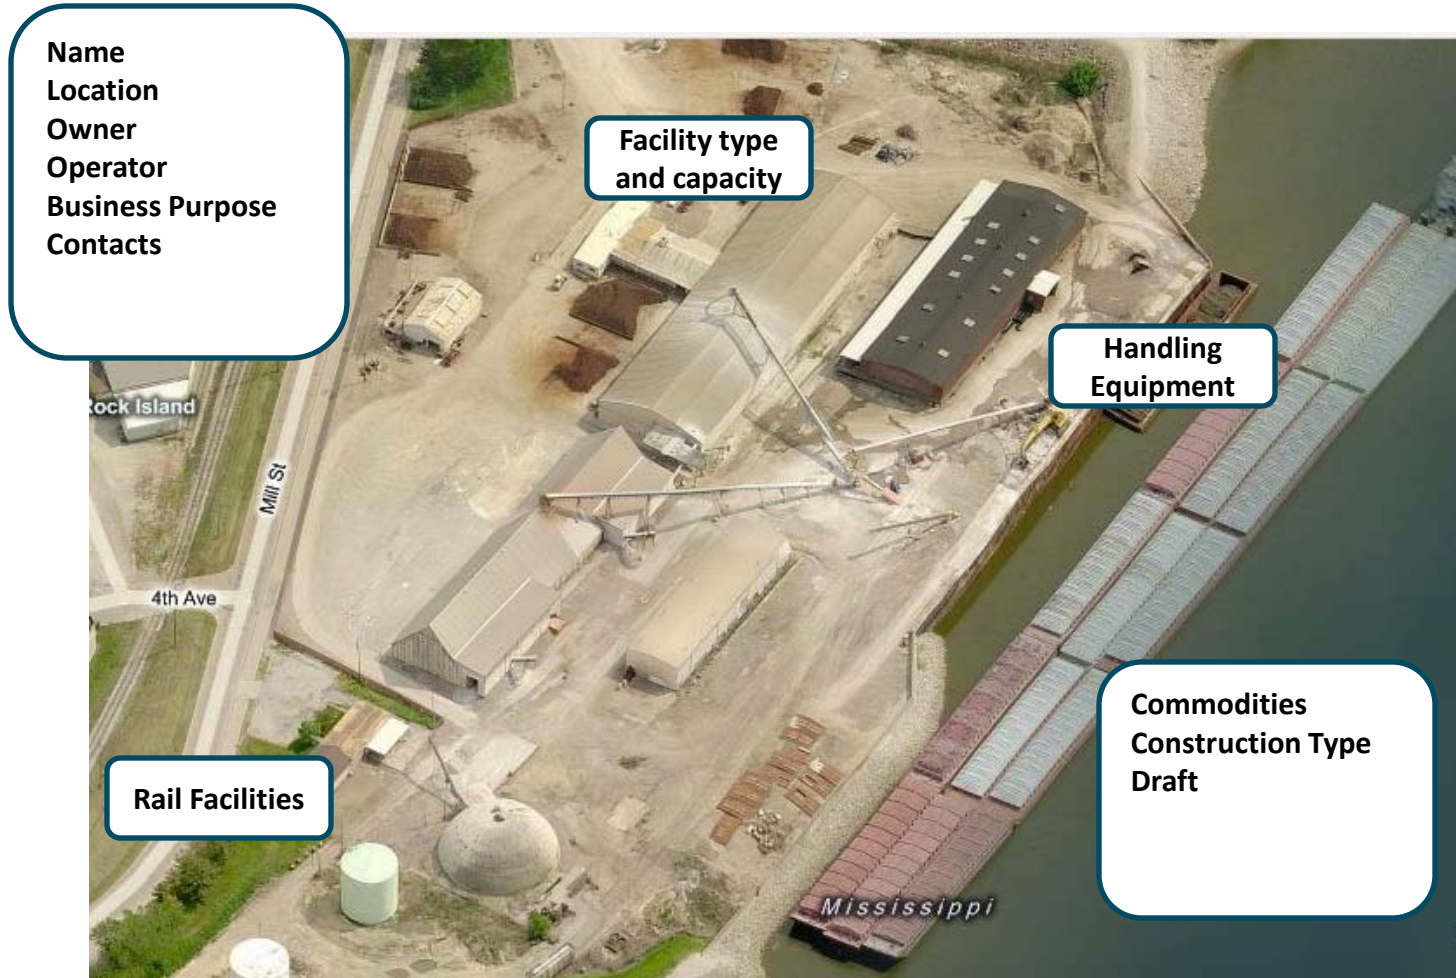 Name
Location
Owner
Operator
Business Purpose
Contacts
Facility type
and capacity
Handling
Equipment
Rock Island
Mill St
4th Ave
Rail Facilities
Commodities
Construction Type
Draft
Mississippi